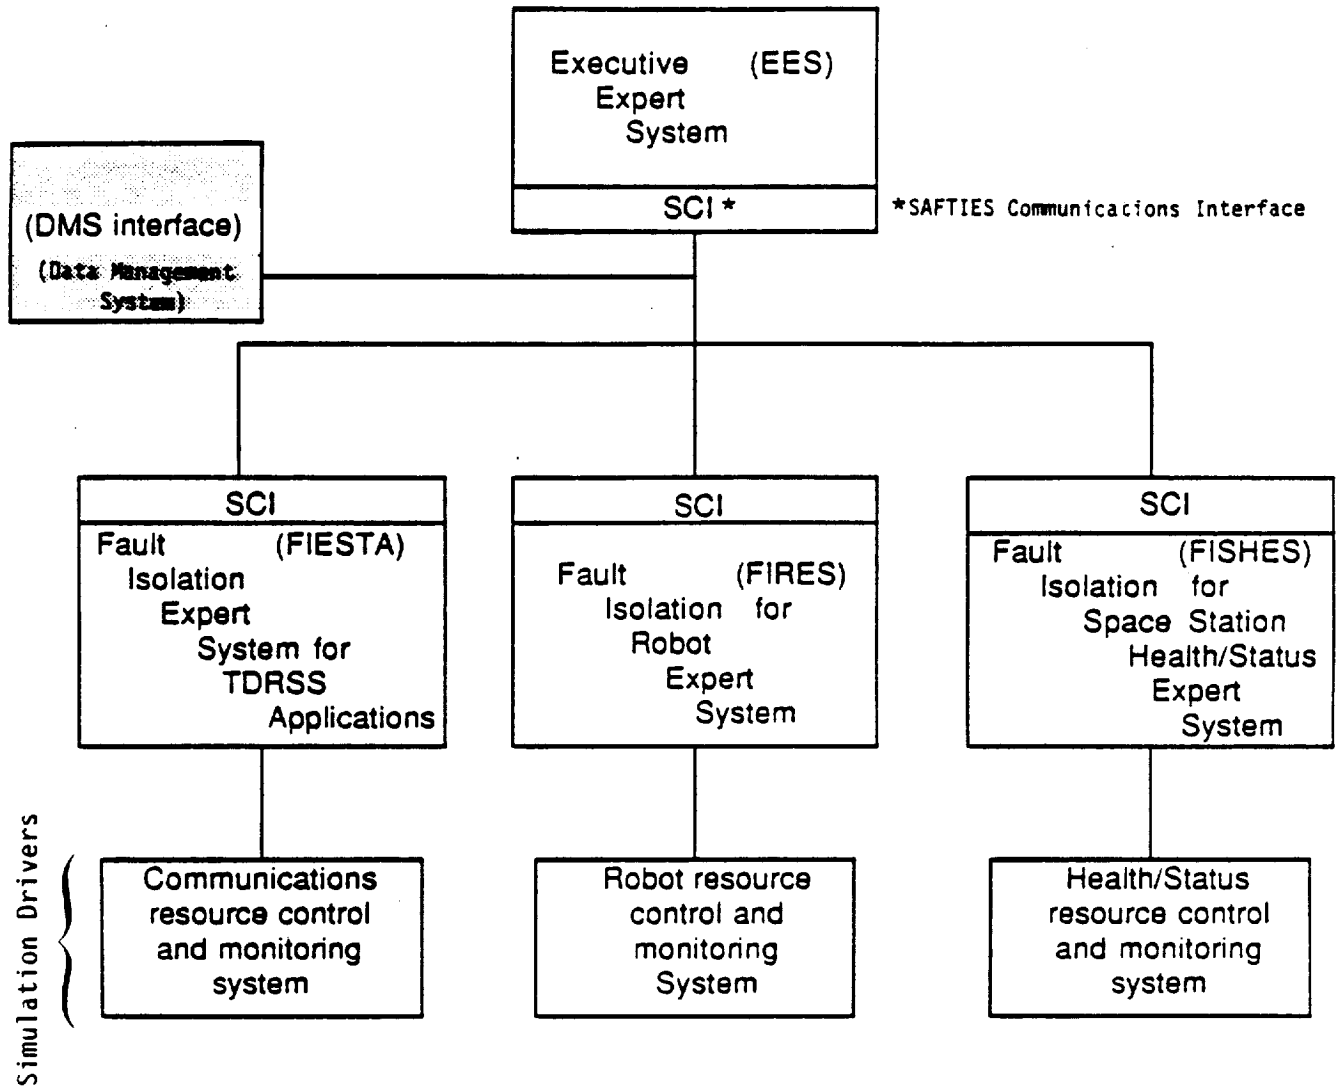 Executive (EES)
Expert
System
SCI *
*SAFTIES Communications Interface
(DMS interface)
(Data Management
System)
SCI
Fault (FIESTA)
Isolation
Expert
System for
TDRSS
Applications
SCI
Fault (FIRES)
Isolation for
Robot
Expert
System
SCI
Fault (FISHES)
Isolation for
Space Station
Health/Status
Expert
System
Simulation Drivers
Communications
resource control
and monitoring
system
Robot resource
control and
monitoring
System
Health/Status
resource control
and monitoring
system